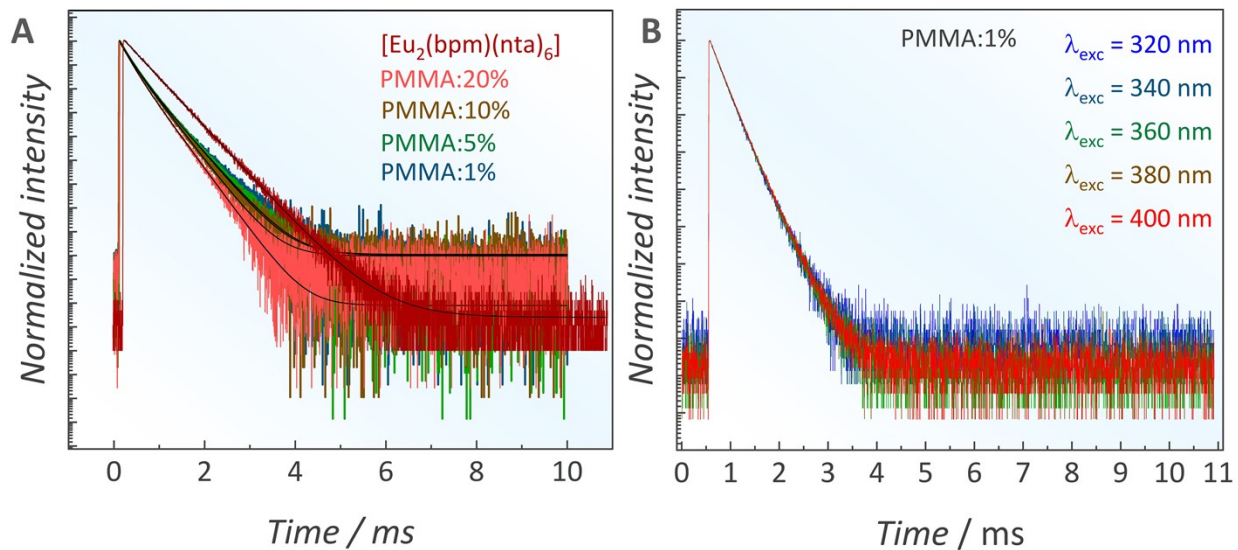 A
[Eu₂(bpm)(nta)₆]
PMMA:20%
PMMA:10%
PMMA:5%
PMMA:1%
Normalized intensity
0 2 4 6 8 10
Time / ms
B
PMMA:1%
λexc = 320 nm
λexc = 340 nm
λexc = 360 nm
λexc = 380 nm
λexc = 400 nm
Normalized intensity
0 1 2 3 4 5 6 7 8 9 10 11
Time / ms